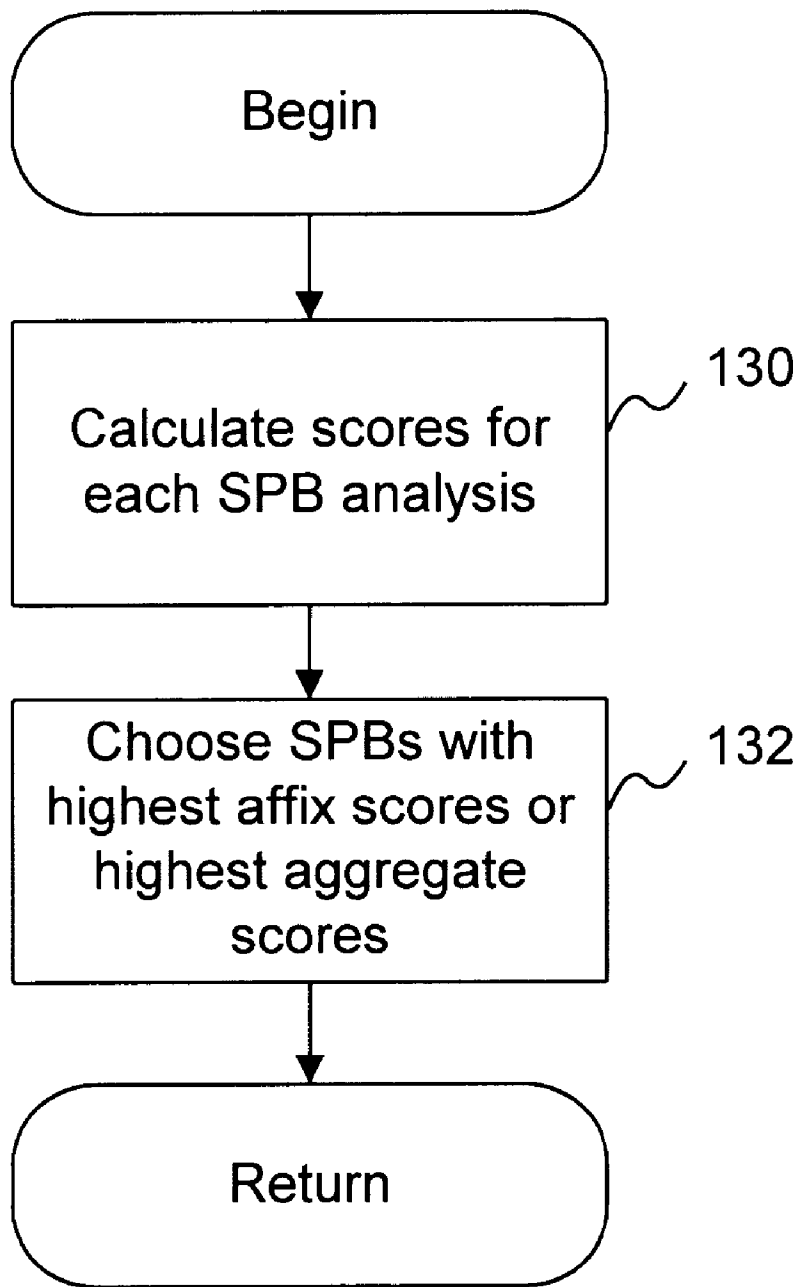 Begin
Calculate scores for
each SPB analysis
130
Choose SPBs with
highest affix scores or
highest aggregate
scores
132
Return